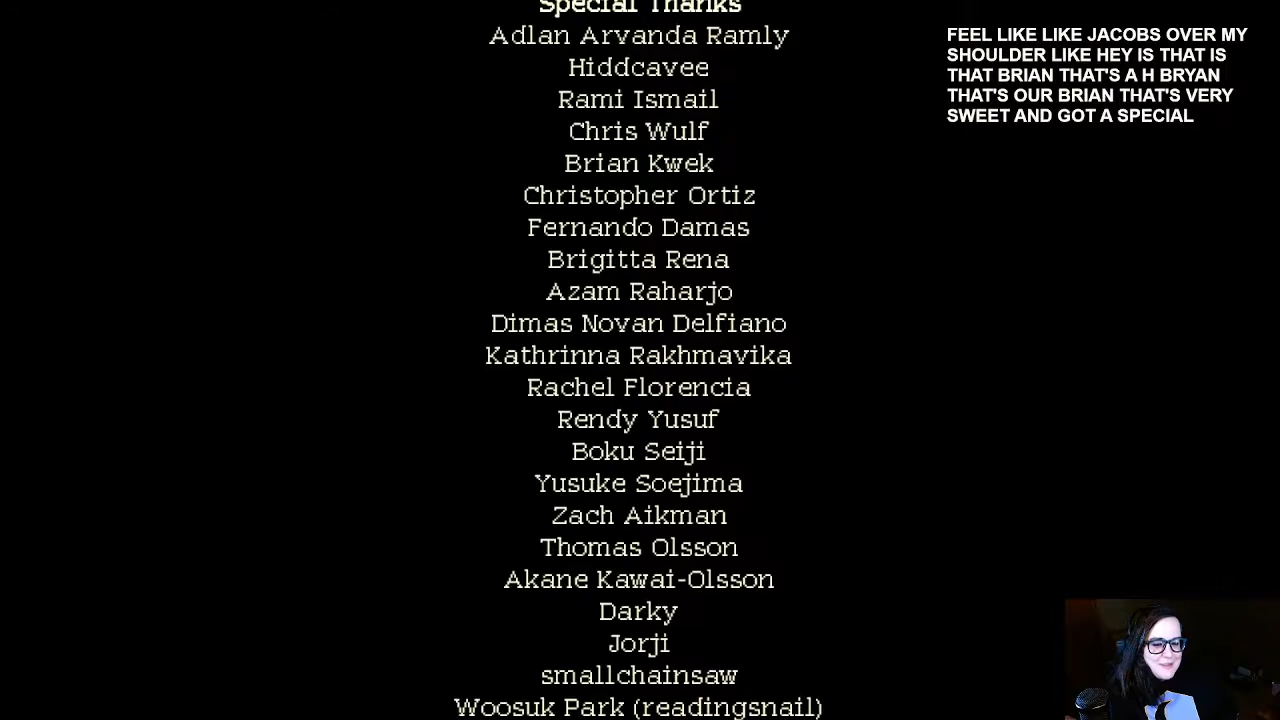 Special Thanks
Adlan Arvanda Ramly
Hiddcavee
Rami Ismail
Chris Wulf
Brian Kwek
Christopher Ortiz
Fernando Damas
Brigitta Rena
Azam Raharjo
Dimas Novan Delfiano
Kathrinna Rakhmavika
Rachel Florencia
Rendy Yusuf
Boku Seiji
Yusuke Soejima
Zach Aikman
Thomas Olsson
Akane Kawai-Olsson
Darky
Jorji
smallchainsaw
Woosuk Park (readingsnail)
FEEL LIKE LIKE JACOBS OVER MY
SHOULDER LIKE HEY IS THAT IS
THAT BRIAN THAT'S A H BRYAN
THAT'S OUR BRIAN THAT'S VERY
SWEET AND GOT A SPECIAL